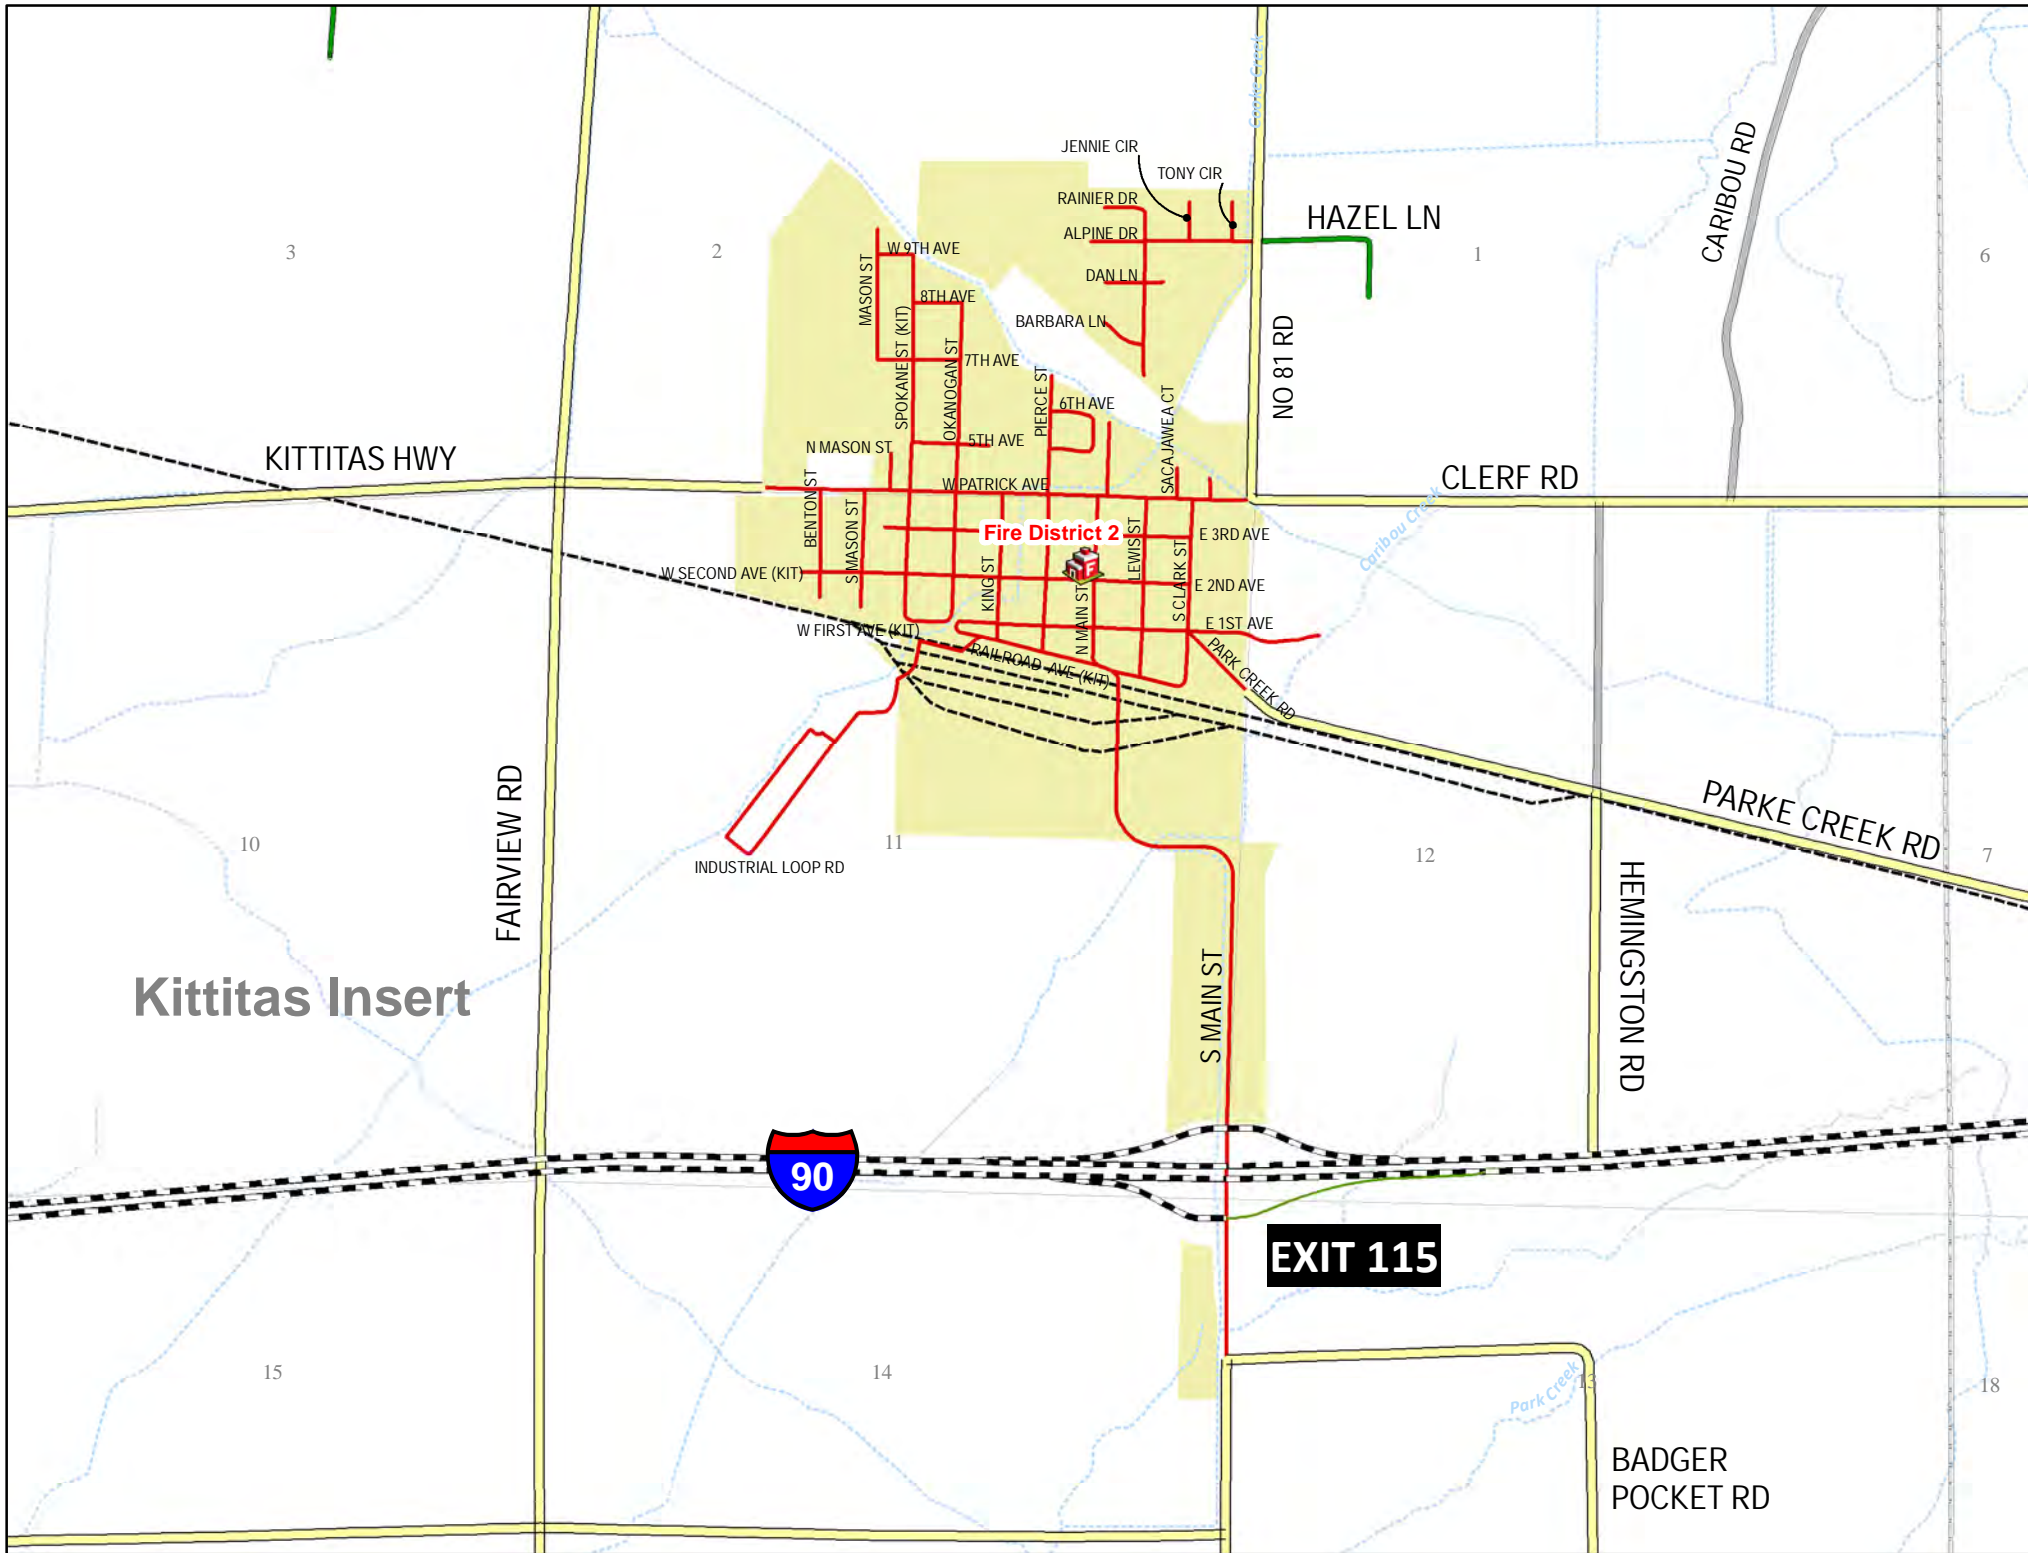 Cooke Creek
CARIBOU RD
JENNIE CIR
TONY CIR
RAINIER DR
HAZEL LN
ALPINE DR
3
2
W 9TH AVE
1
6
MASON ST
DAN LN
8TH AVE
BARBARA LN
SPOKANE ST (KIT)
OKANOGAN ST
7TH AVE
NO 81 RD
PIERCE ST
6TH AVE
SACAJAWEA CT
N MASON ST
5TH AVE
KITTITAS HWY
CLERF RD
W PATRICK AVE
BENTON ST
S MASON ST
Fire District 2
F
E 3RD AVE
Caribou Creek
LEWIS ST
S CLARK ST
W SECOND AVE (KIT)
KING ST
E 2ND AVE
N MAIN ST
W FIRST AVE (KIT)
E 1ST AVE
RAILROAD AVE (KIT)
PARK CREEK RD
FAIRVIEW RD
PARKE CREEK RD
10
11
12
7
INDUSTRIAL LOOP RD
HEMINGSTON RD
Kittitas Insert
S MAIN ST
90
EXIT 115
15
14
13
18
Park Creek
BADGER
POCKET RD